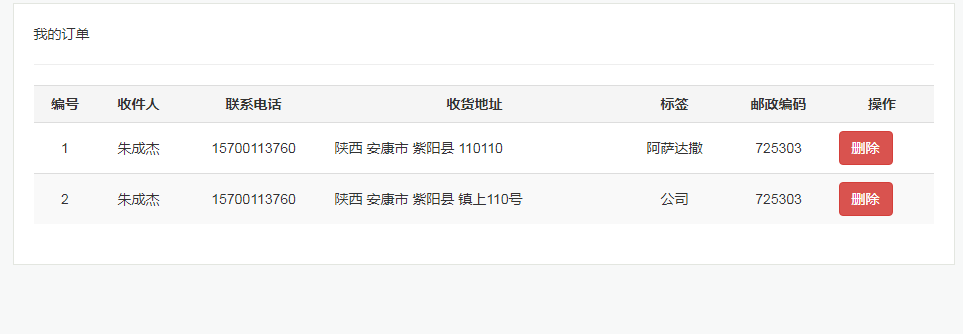 我的订单
编号 收件人 联系电话 收货地址 标签 邮政编码 操作
1 朱成杰 15700113760 陕西 安康市 紫阳县 110110 阿萨达撒 725303 删除
2 朱成杰 15700113760 陕西 安康市 紫阳县 镇上110号 公司 725303 删除